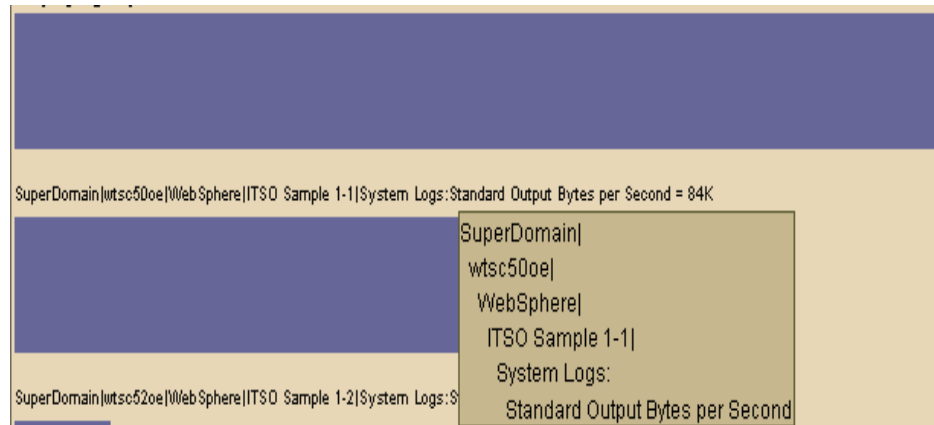 SuperDomain|wtsc50oe|WebSphere|ITSO Sample 1-1|System Logs:Standard Output Bytes per Second = 84K
SuperDomain|
wtsc50oe|
WebSphere|
ITSO Sample 1-1|
System Logs:
Standard Output Bytes per Second
SuperDomain|wtsc52oe|WebSphere|ITSO Sample 1-2|System Logs:S